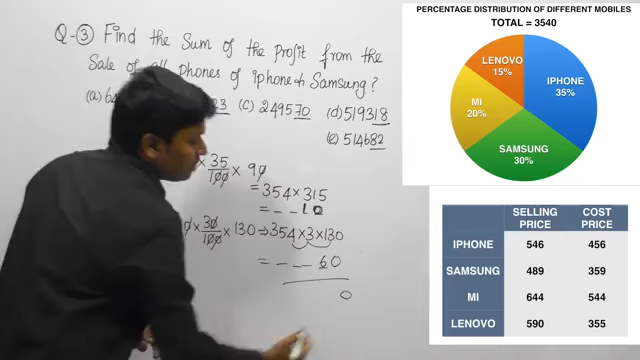 PERCENTAGE DISTRIBUTION OF DIFFERENT MOBILES
TOTAL = 3540
LENOVO
15%
IPHONE
35%
MI
20%
SAMSUNG
30%
Q-③ Find the Sum of the Profit from the
Sale of all phones of iphone & Samsung?
(a) 6 23 (c) 249570 (d) 519318
(e) 514682
× 35/100 × 90
= 354 × 315
= _ _ 10
× 30/100 × 130 ⇒ 354 × 3 × 130
= _ _ _ 60
0
SELLING PRICE COST PRICE
IPHONE 546 456
SAMSUNG 489 359
MI 644 544
LENOVO 590 355